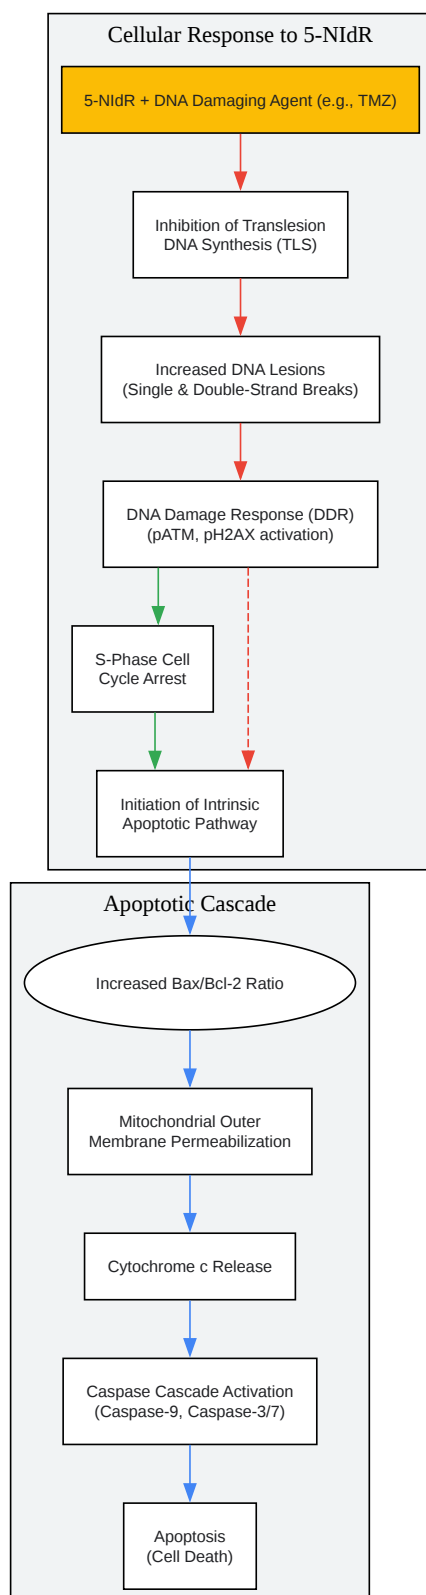 Cellular Response to 5-NIdR
5-NIdR + DNA Damaging Agent (e.g., TMZ)
Inhibition of Translesion
DNA Synthesis (TLS)
Increased DNA Lesions
(Single & Double-Strand Breaks)
DNA Damage Response (DDR)
(pATM, pH2AX activation)
S-Phase Cell
Cycle Arrest
Initiation of Intrinsic
Apoptotic Pathway
Apoptotic Cascade
Increased Bax/Bcl-2 Ratio
Mitochondrial Outer
Membrane Permeabilization
Cytochrome c Release
Caspase Cascade Activation
(Caspase-9, Caspase-3/7)
Apoptosis
(Cell Death)